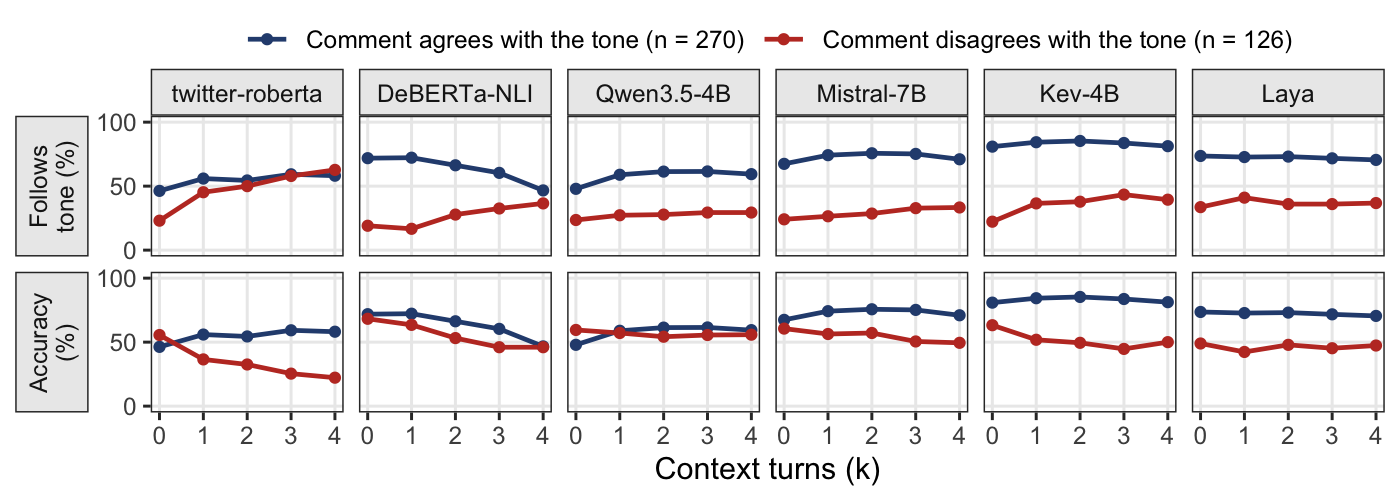 Comment agrees with the tone (n = 270) Comment disagrees with the tone (n = 126)
twitter-roberta DeBERTa-NLI Qwen3.5-4B Mistral-7B Kev-4B Laya
Follows
tone (%)
100
50
0
Accuracy
(%)
100
50
0
0 1 2 3 4 0 1 2 3 4 0 1 2 3 4 0 1 2 3 4 0 1 2 3 4 0 1 2 3 4
Context turns (k)